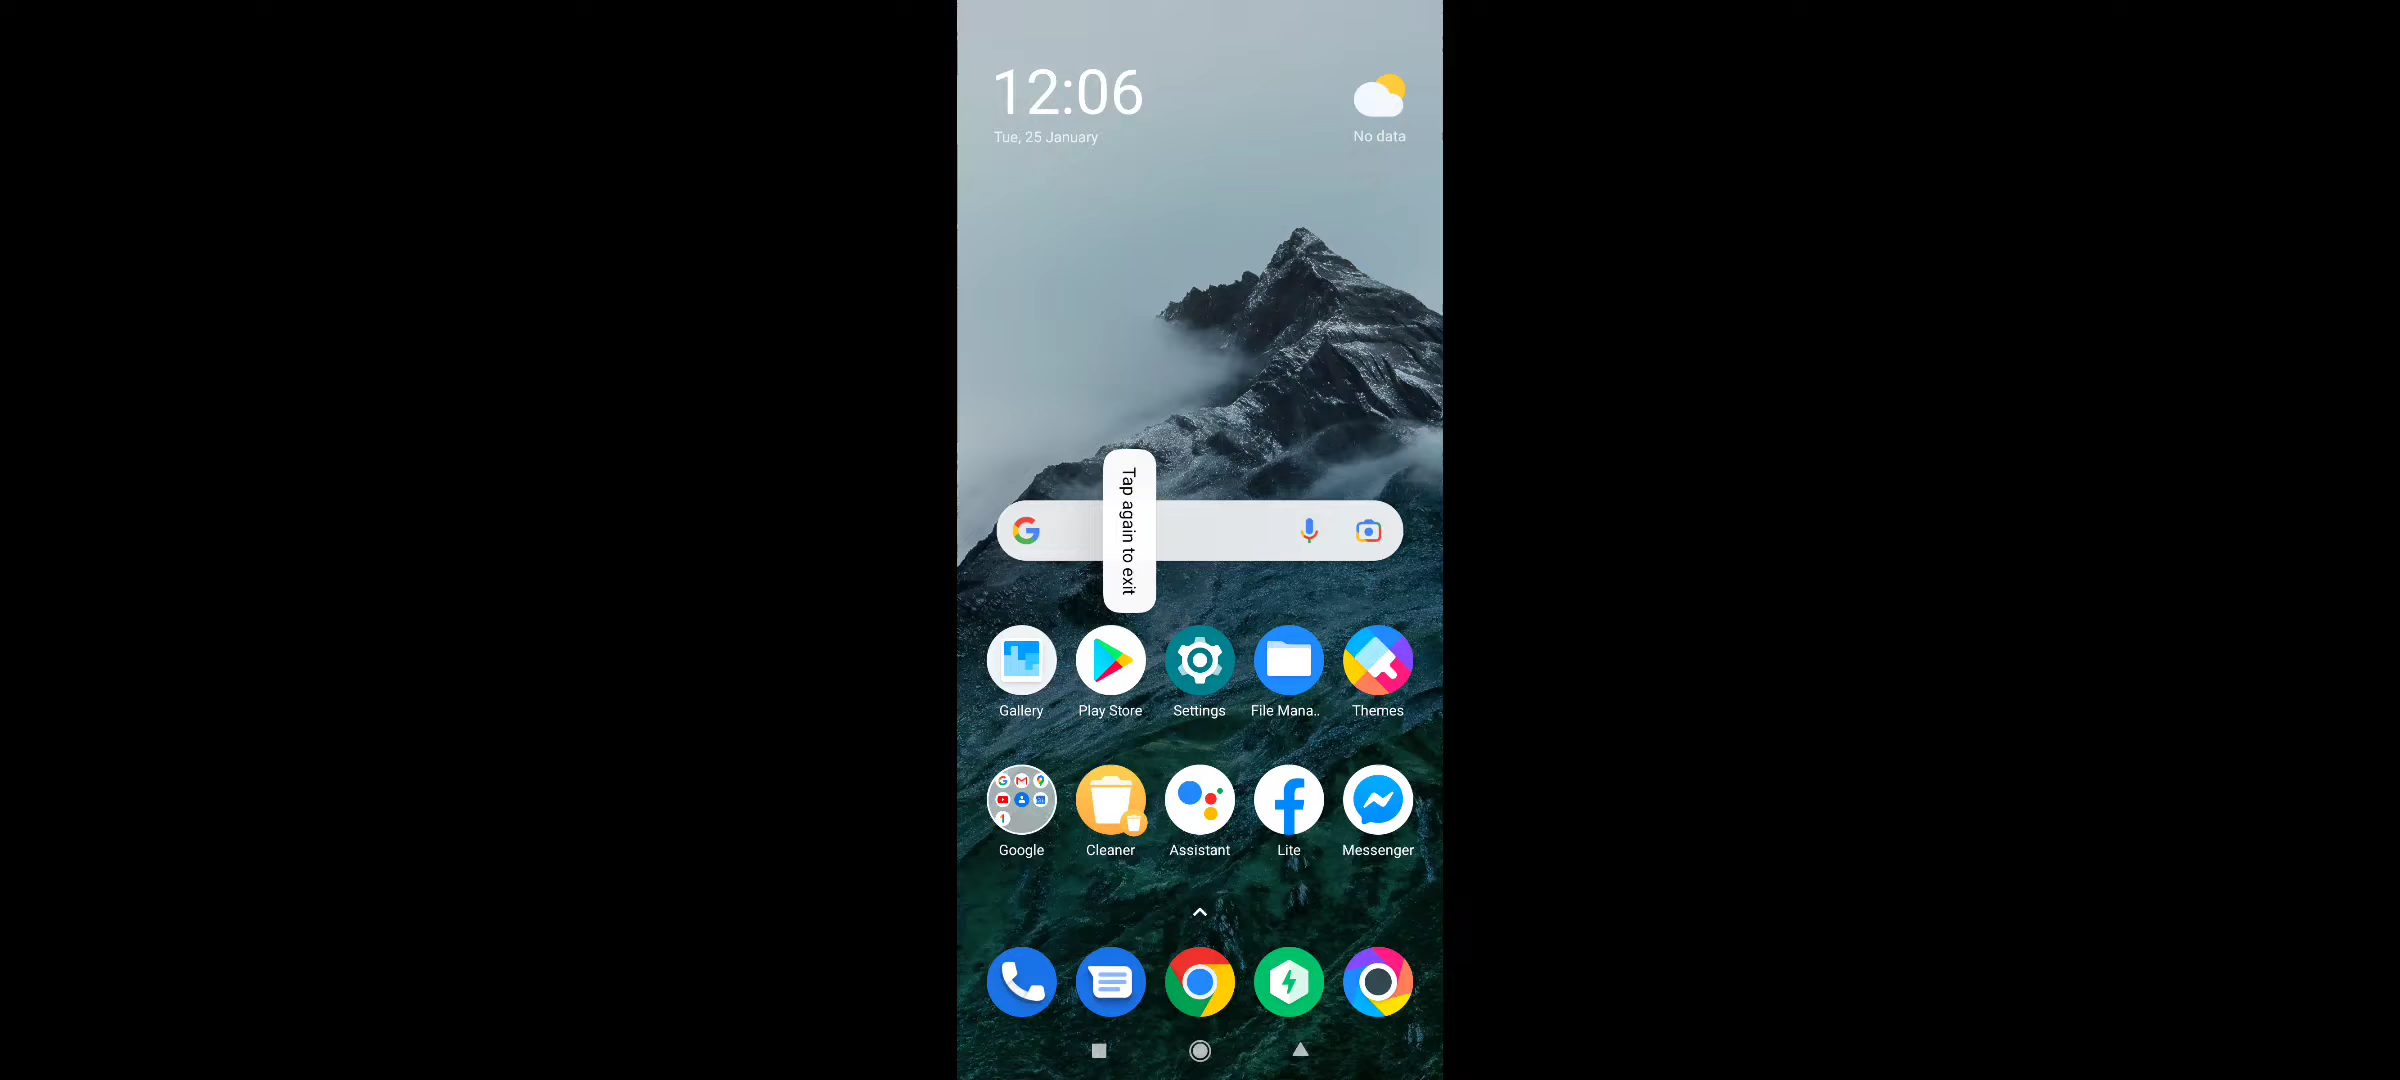 12:06
Tue, 25 January
No data
Tap again to exit
Gallery
Play Store
Settings
File Mana..
Themes
Google
Cleaner
Assistant
Lite
Messenger